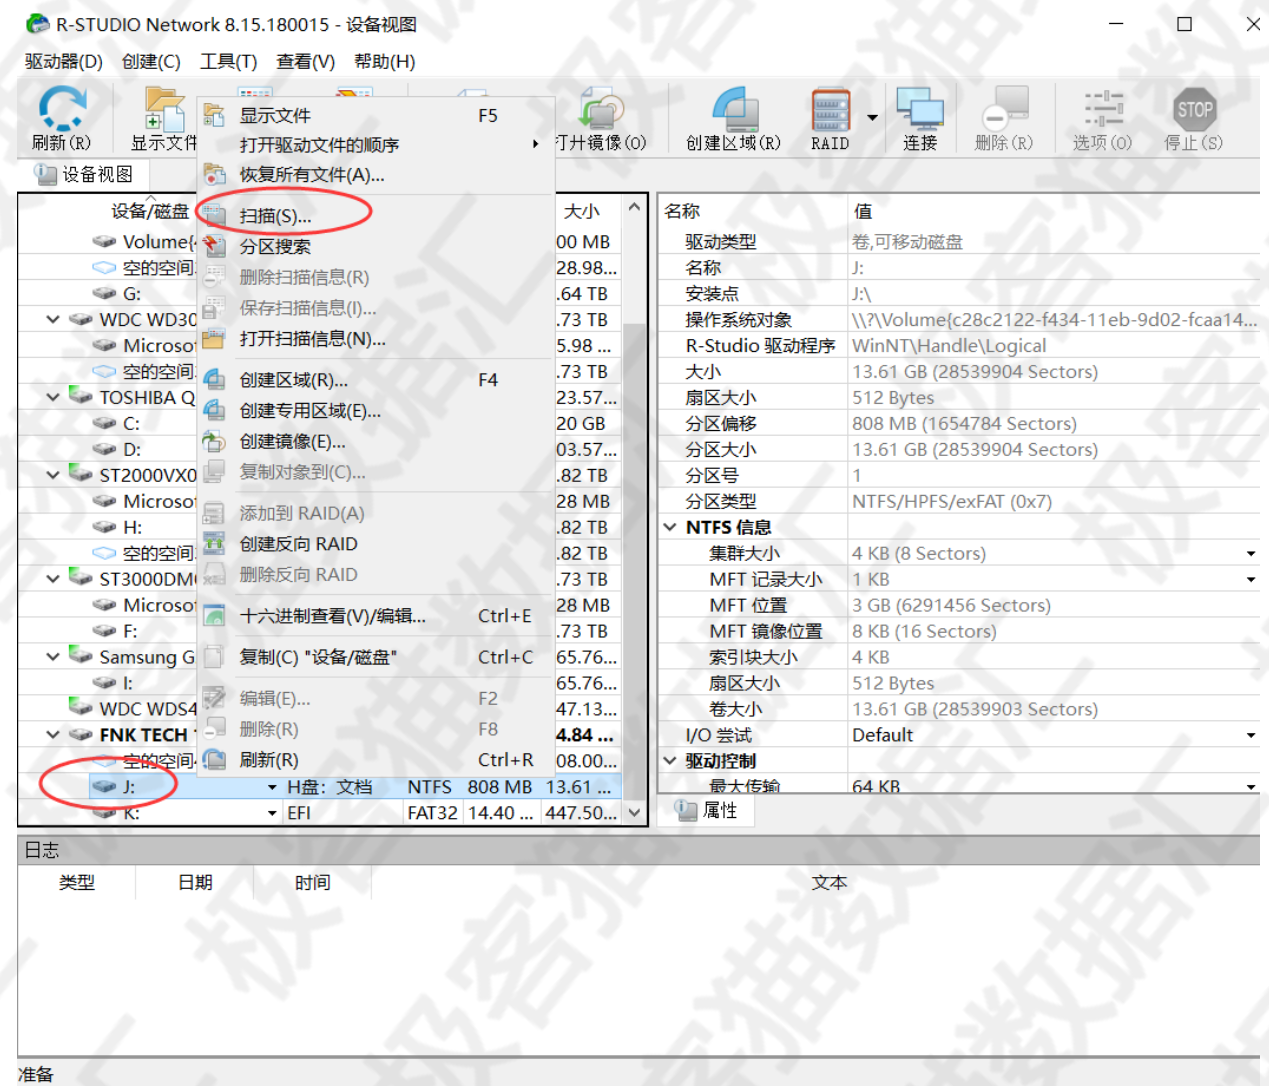 R-STUDIO Network 8.15.180015 - 设备视图
驱动器(D) 创建(C) 工具(T) 查看(V) 帮助(H)
刷新(R) 显示文件 打开镜像(O) 创建区域(R) RAID 连接 删除(R) 选项(O) STOP 停止(S)
设备视图
显示文件 F5
打开驱动文件的顺序
恢复所有文件(A)...
扫描(S)...
分区搜索
删除扫描信息(R)
保存扫描信息(I)...
打开扫描信息(N)...
创建区域(R)... F4
创建专用区域(E)...
创建镜像(E)...
复制对象到(C)...
添加到 RAID(A)
创建反向 RAID
删除反向 RAID
十六进制查看(V)/编辑... Ctrl+E
复制(C) "设备/磁盘" Ctrl+C
编辑(E)... F2
删除(R) F8
刷新(R) Ctrl+R
设备/磁盘 大小
Volume{ 00 MB
空的空间 28.98...
G: .64 TB
WDC WD30 .73 TB
Microso 5.98 ...
空的空间 .73 TB
TOSHIBA Q 23.57...
C: 20 GB
D: 03.57...
ST2000VX0 .82 TB
Microso 28 MB
H: .82 TB
空的空间 .82 TB
ST3000DM .73 TB
Microso 28 MB
F: .73 TB
Samsung G 65.76...
I: 65.76...
WDC WDS4 47.13...
FNK TECH 4.84 ...
空的空间 08.00...
J: H盘：文档 NTFS 808 MB 13.61 ...
K: EFI FAT32 14.40 ... 447.50...
名称 值
驱动类型 卷,可移动磁盘
名称 J:
安装点 J:\
操作系统对象 \\?\Volume{c28c2122-f434-11eb-9d02-fcaa14...
R-Studio 驱动程序 WinNT\Handle\Logical
大小 13.61 GB (28539904 Sectors)
扇区大小 512 Bytes
分区偏移 808 MB (1654784 Sectors)
分区大小 13.61 GB (28539904 Sectors)
分区号 1
分区类型 NTFS/HPFS/exFAT (0x7)
NTFS 信息
集群大小 4 KB (8 Sectors)
MFT 记录大小 1 KB
MFT 位置 3 GB (6291456 Sectors)
MFT 镜像位置 8 KB (16 Sectors)
索引块大小 4 KB
扇区大小 512 Bytes
卷大小 13.61 GB (28539903 Sectors)
I/O 尝试 Default
驱动控制
最大传输 64 KB
属性
日志
类型 日期 时间 文本
准备
极客猫数据汇